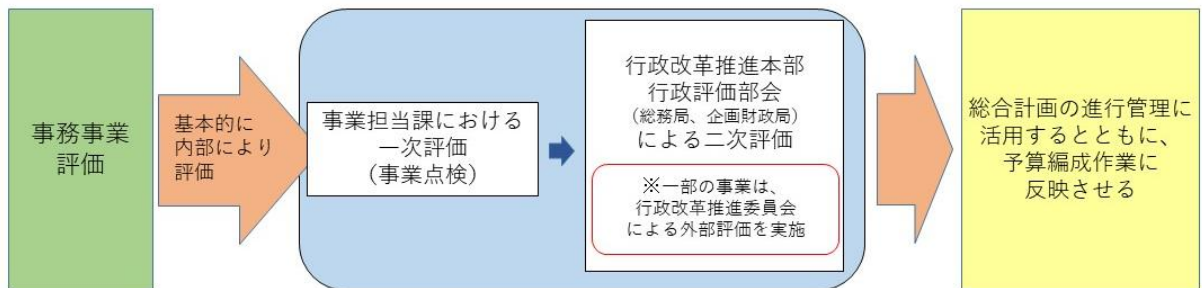 事務事業
評価
基本的に
内部により
評価
事業担当課における
一次評価
(事業点検)
行政改革推進本部
行政評価部会
(総務局、企画財政局)
による二次評価
※一部の事業は、
行政改革推進委員会
による外部評価を実施
総合計画の進行管理に
活用するとともに、
予算編成作業に
反映させる